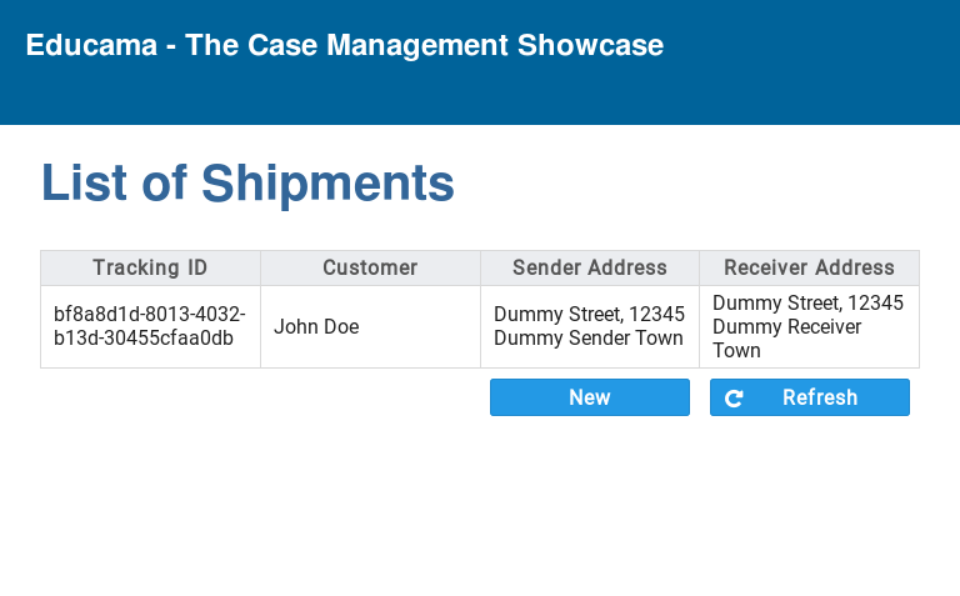 Educama - The Case Management Showcase
List of Shipments
Tracking ID Customer Sender Address Receiver Address
bf8a8d1d-8013-4032-
b13d-30455cfaa0db
John Doe
Dummy Street, 12345
Dummy Sender Town
Dummy Street, 12345
Dummy Receiver
Town
New
Refresh